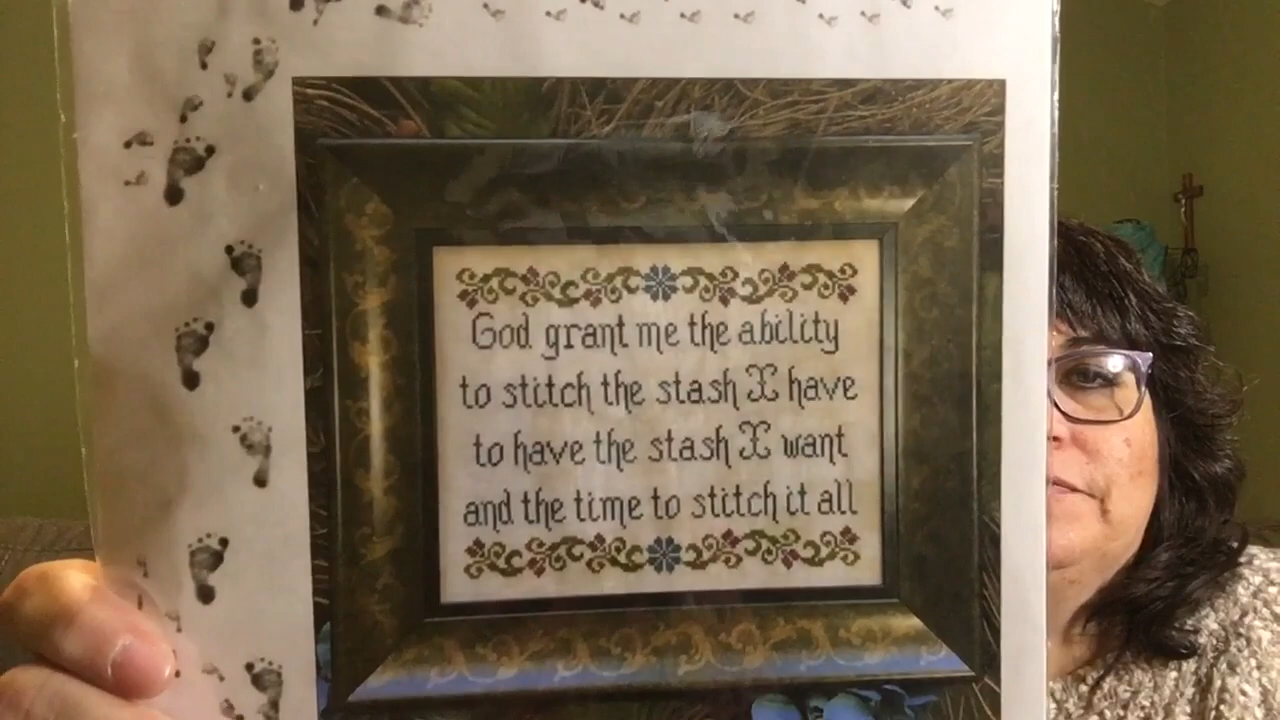 God grant me the ability
to stitch the stash I have
to have the stash I want
and the time to stitch it all